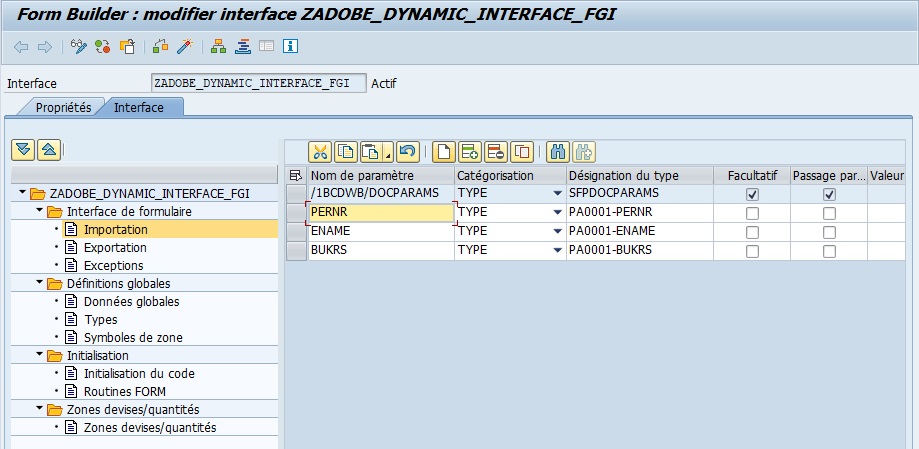 Form Builder : modifier interface ZADOBE_DYNAMIC_INTERFACE_FGI
Interface ZADOBE_DYNAMIC_INTERFACE_FGI Actif
Propriétés Interface
Nom de paramètre Catégorisation Désignation du type Facultatif Passage par... Valeur
/1BCDWB/DOCPARAMS TYPE SFPDOCPARAMS
PERNR TYPE PA0001-PERNR
ENAME TYPE PA0001-ENAME
BUKRS TYPE PA0001-BUKRS
ZADOBE_DYNAMIC_INTERFACE_FGI
Interface de formulaire
Importation
Exportation
Exceptions
Définitions globales
Données globales
Types
Symboles de zone
Initialisation
Initialisation du code
Routines FORM
Zones devises/quantités
Zones devises/quantités